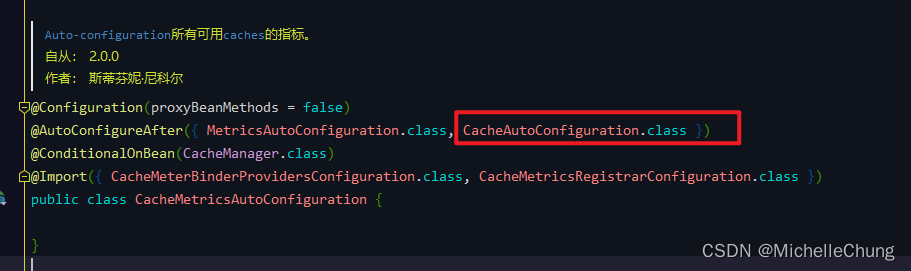 Auto-configuration所有可用caches的指标。
自从： 2.0.0
作者： 斯蒂芬妮·尼科尔
@Configuration(proxyBeanMethods = false)
@AutoConfigureAfter({ MetricsAutoConfiguration.class, CacheAutoConfiguration.class })
@ConditionalOnBean(CacheManager.class)
@Import({ CacheMeterBinderProvidersConfiguration.class, CacheMetricsRegistrarConfiguration.class })
public class CacheMetricsAutoConfiguration {
}
CSDN @MichelleChung